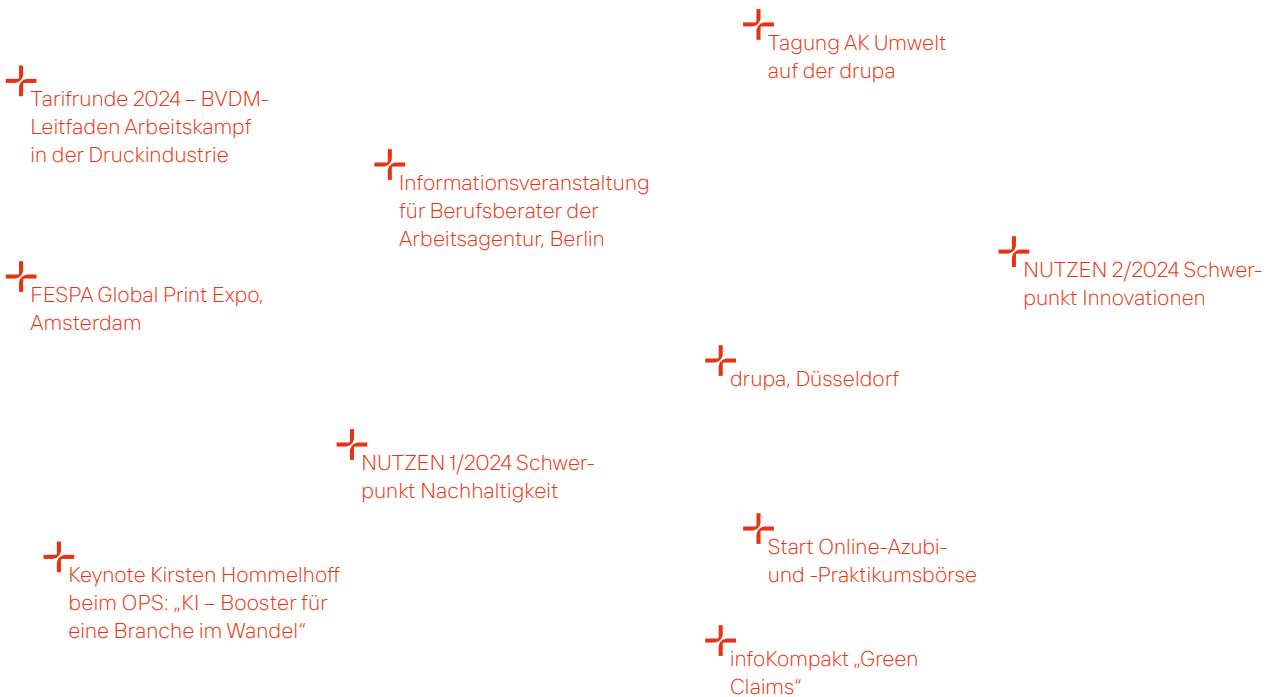 Tarifrunde 2024 – BVDM-
Leitfaden Arbeitskampf
in der Druckindustrie
FESPA Global Print Expo,
Amsterdam
Keynote Kirsten Hommelhoff
beim OPS: „KI – Booster für
eine Branche im Wandel“
Informationsveranstaltung
für Berufsberater der
Arbeitsagentur, Berlin
NUTZEN 1/2024 Schwer-
punkt Nachhaltigkeit
Tagung AK Umwelt
auf der drupa
drupa, Düsseldorf
Start Online-Azubi-
und -Praktikumsbörse
infoKompakt „Green
Claims“
NUTZEN 2/2024 Schwer-
punkt Innovationen